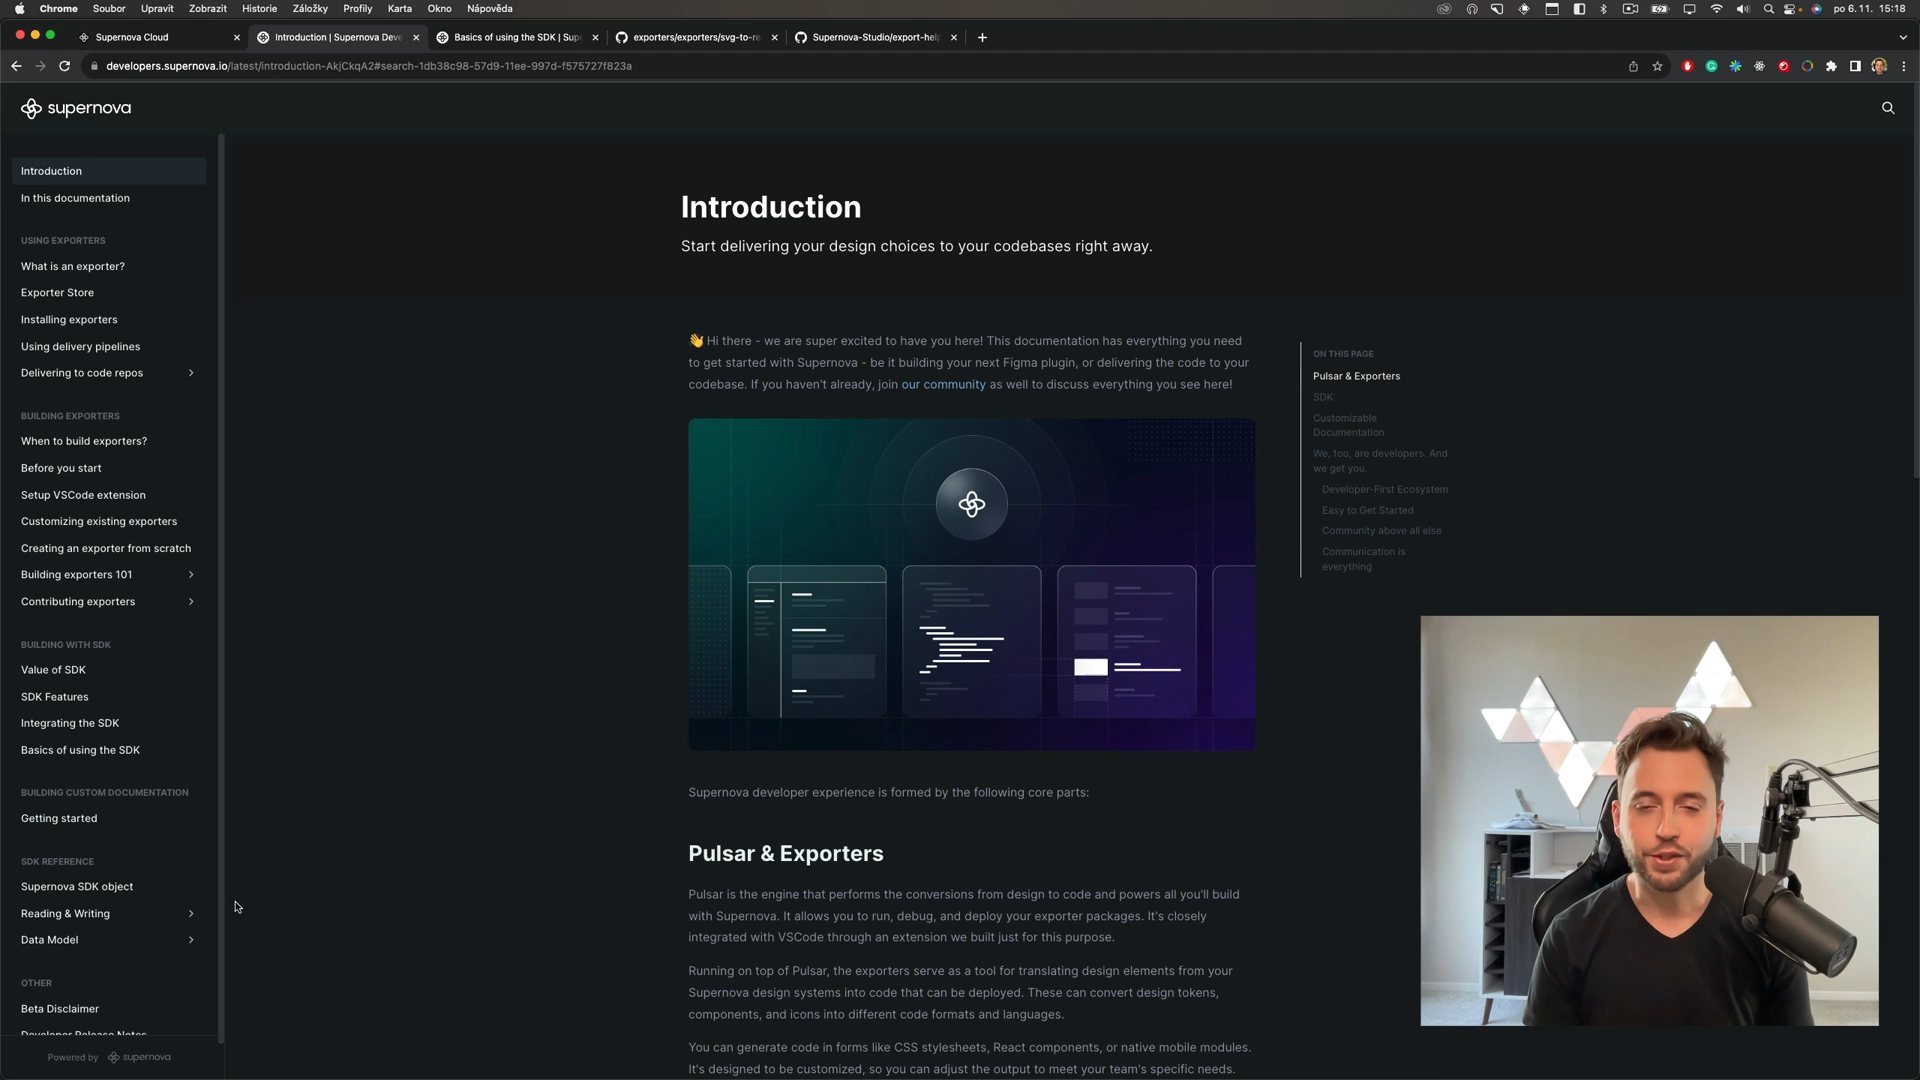 Chrome Soubor Upravit Zobrazit Historie Záložky Profily Karta Okno Nápověda po 6. 11. 15:18
Supernova Cloud
Introduction | Supernova Deve
Basics of using the SDK | Sup
exporters/exporters/svg-to-re
Supernova-Studio/export-hel
developers.supernova.io/latest/introduction-AkjCkqA2#search-1db38c98-57d9-11ee-997d-f575727f823a
supernova
Introduction
In this documentation
USING EXPORTERS
What is an exporter?
Exporter Store
Installing exporters
Using delivery pipelines
Delivering to code repos
BUILDING EXPORTERS
When to build exporters?
Before you start
Setup VSCode extension
Customizing existing exporters
Creating an exporter from scratch
Building exporters 101
Contributing exporters
BUILDING WITH SDK
Value of SDK
SDK Features
Integrating the SDK
Basics of using the SDK
BUILDING CUSTOM DOCUMENTATION
Getting started
SDK REFERENCE
Supernova SDK object
Reading & Writing
Data Model
OTHER
Beta Disclaimer
Developer Release Notes
Powered by supernova
Introduction
Start delivering your design choices to your codebases right away.
👋 Hi there - we are super excited to have you here! This documentation has everything you need
to get started with Supernova - be it building your next Figma plugin, or delivering the code to your
codebase. If you haven't already, join our community as well to discuss everything you see here!
Supernova developer experience is formed by the following core parts:
Pulsar & Exporters
Pulsar is the engine that performs the conversions from design to code and powers all you'll build
with Supernova. It allows you to run, debug, and deploy your exporter packages. It's closely
integrated with VSCode through an extension we built just for this purpose.
Running on top of Pulsar, the exporters serve as a tool for translating design elements from your
Supernova design systems into code that can be deployed. These can convert design tokens,
components, and icons into different code formats and languages.
You can generate code in forms like CSS stylesheets, React components, or native mobile modules.
It's designed to be customized, so you can adjust the output to meet your team's specific needs.
ON THIS PAGE
Pulsar & Exporters
SDK
Customizable
Documentation
We, too, are developers. And
we get you.
Developer-First Ecosystem
Easy to Get Started
Community above all else
Communication is
everything